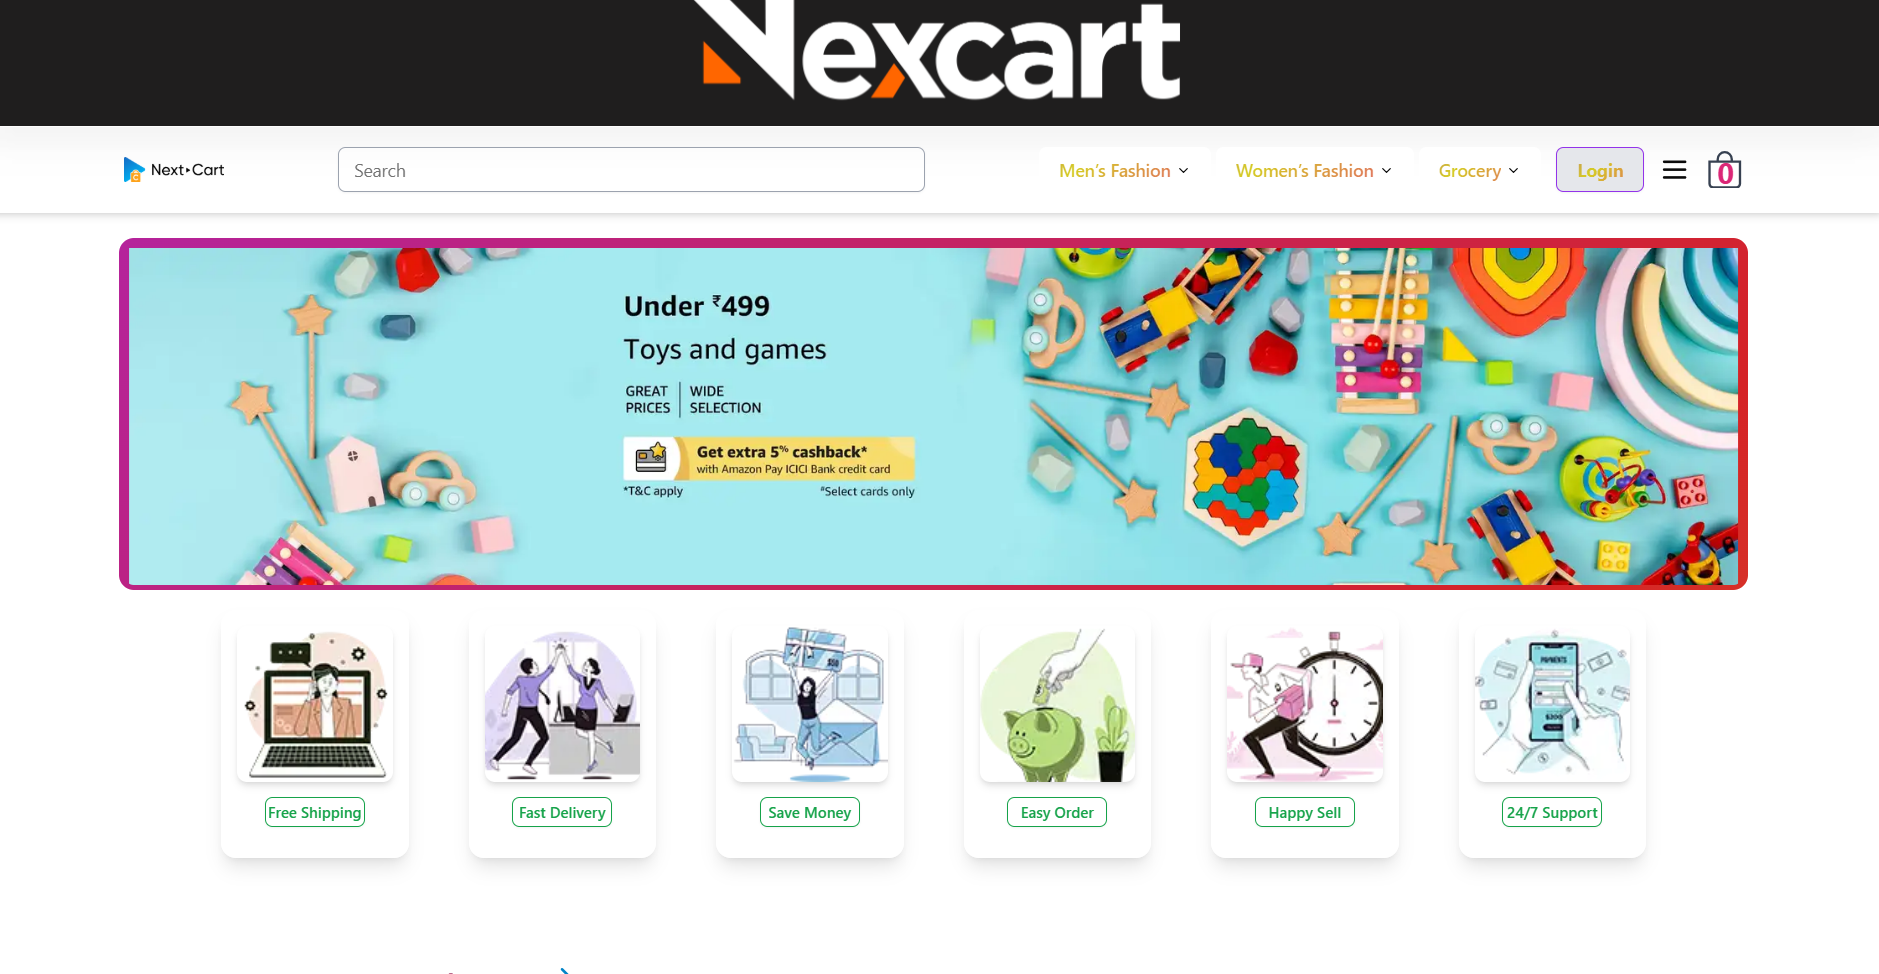 Nexcart
Next Cart
Search
Men's Fashion
Women's Fashion
Grocery
Login
0
Under ₹499
Toys and games
GREAT PRICES
WIDE SELECTION
Get extra 5% cashback*
with Amazon Pay ICICI Bank credit card
*T&C apply
*Select cards only
PAYMENTS
Free Shipping
Fast Delivery
Save Money
Easy Order
Happy Sell
24/7 Support